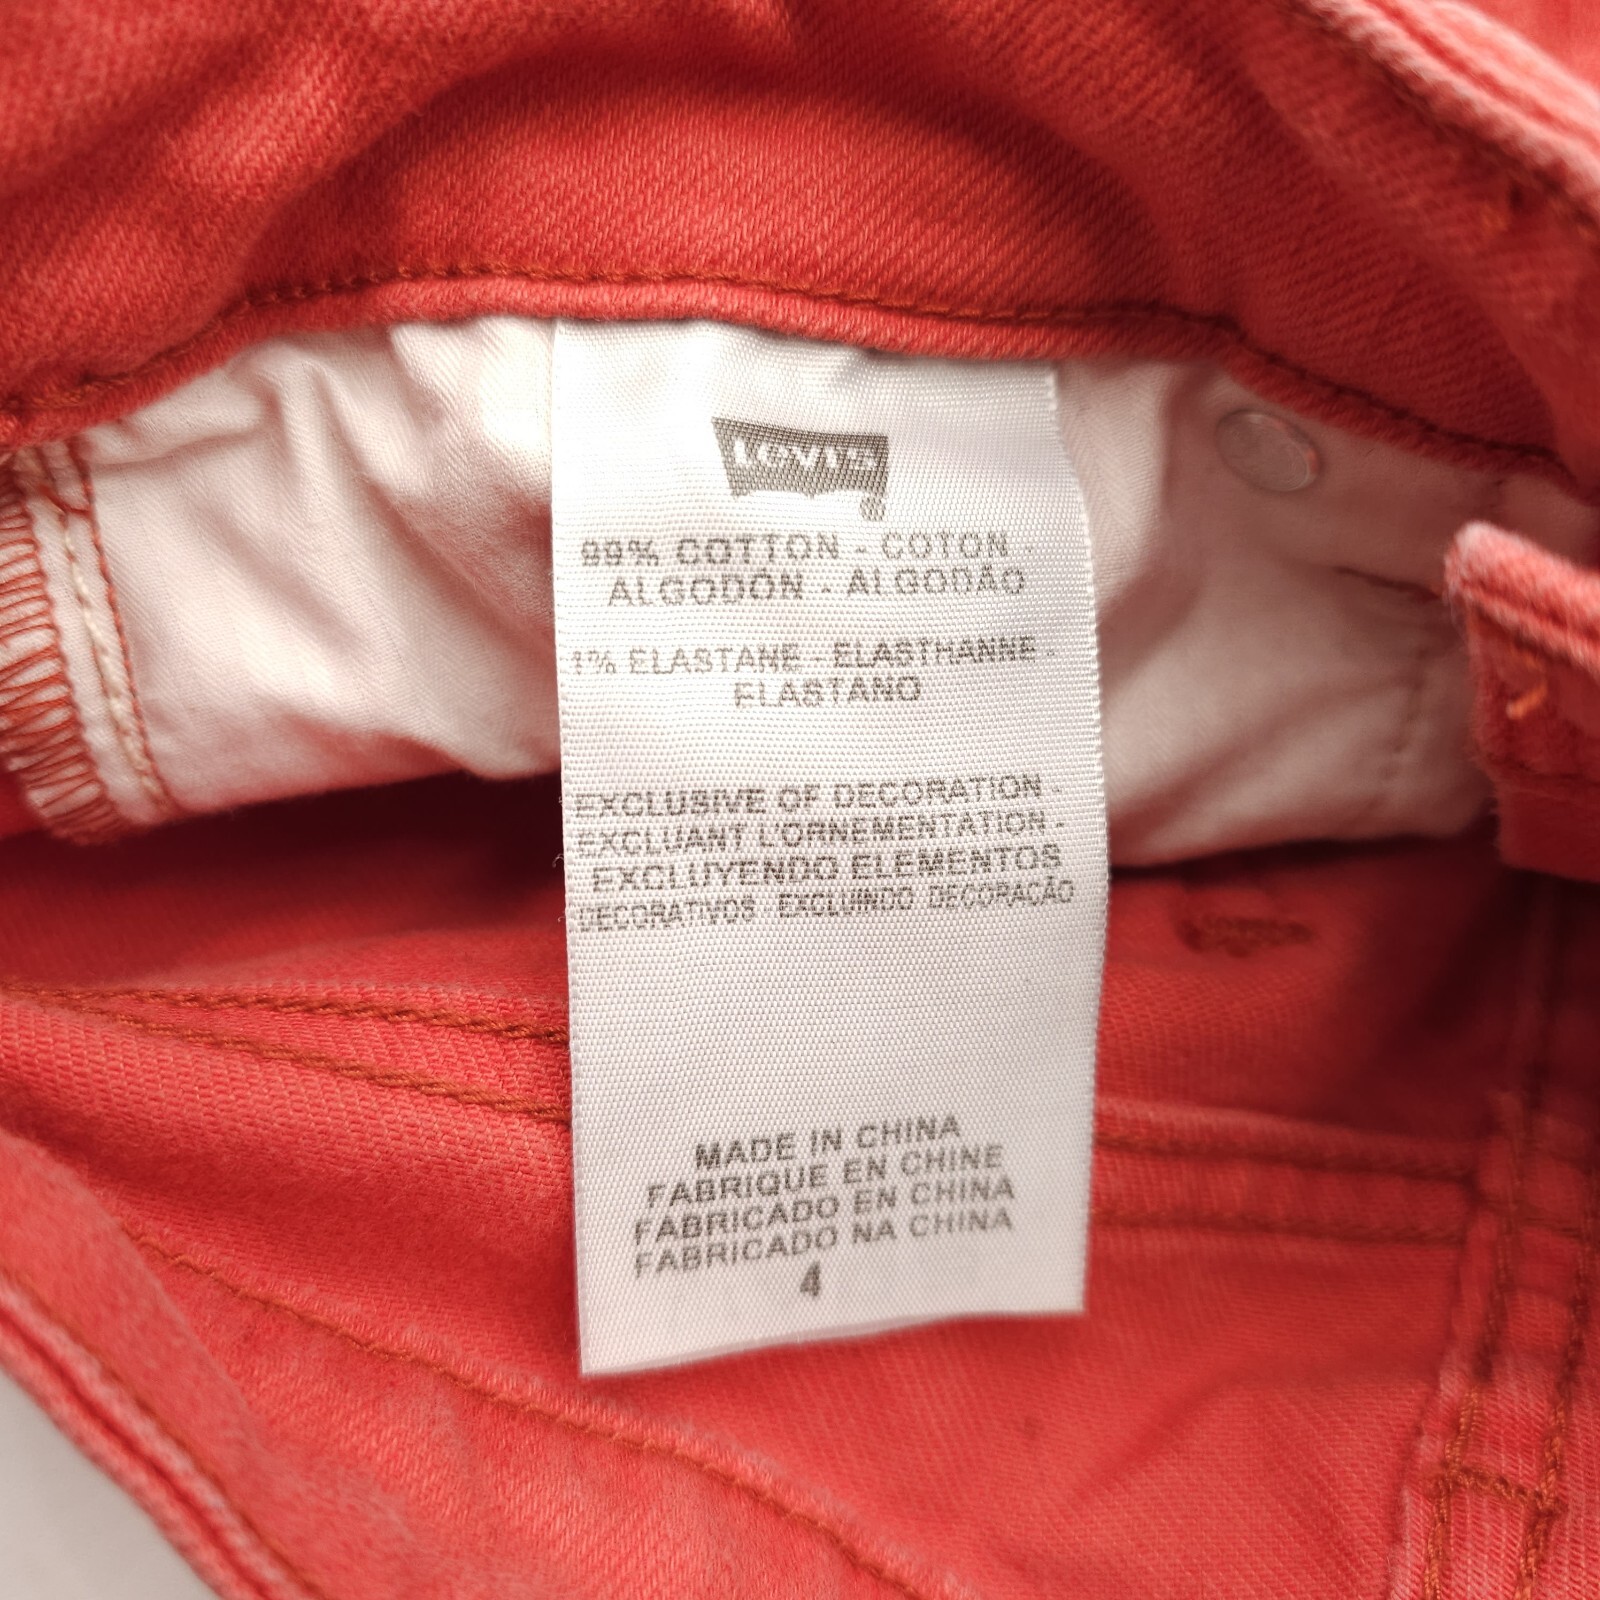 Levi's
99% COTTON - COTON -
ALGODÓN - ALGODÃO
1% ELASTANE - ELASTHANNE -
ELASTANO
EXCLUSIVE OF DECORATION -
EXCLUANT L'ORNEMENTATION -
EXCLUYENDO ELEMENTOS
DECORATIVOS EXCLUINDO DECORAÇÃO
MADE IN CHINA
FABRIQUE EN CHINE
FABRICADO EN CHINA
FABRICADO NA CHINA
4